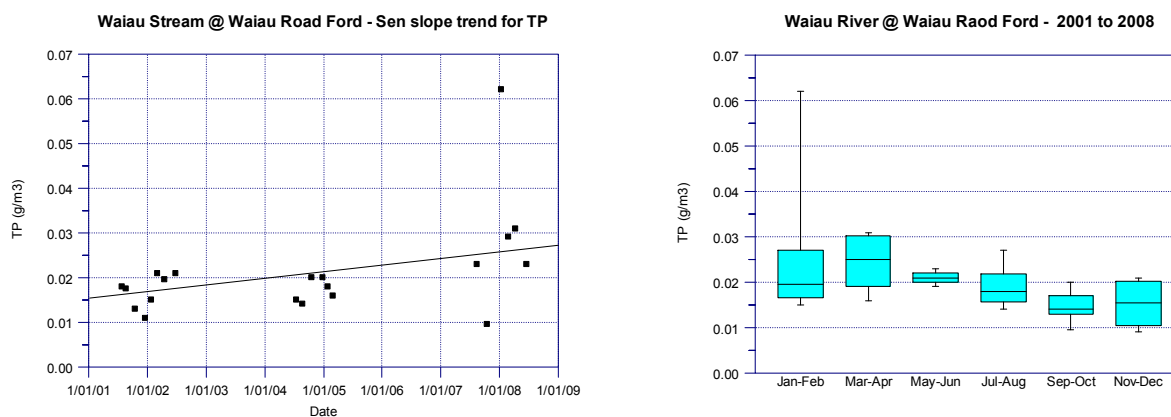 Waiau Stream @ Waiau Road Ford - Sen slope trend for TP
0.07
0.06
0.05
0.04
0.03
0.02
0.01
0.00
TP (g/m3)
1/01/01 1/01/02 1/01/03 1/01/04 1/01/05 1/01/06 1/01/07 1/01/08 1/01/09
Date
Waiau River @ Waiau Raod Ford - 2001 to 2008
0.07
0.06
0.05
0.04
0.03
0.02
0.01
0.00
TP (g/m3)
Jan-Feb Mar-Apr May-Jun Jul-Aug Sep-Oct Nov-Dec